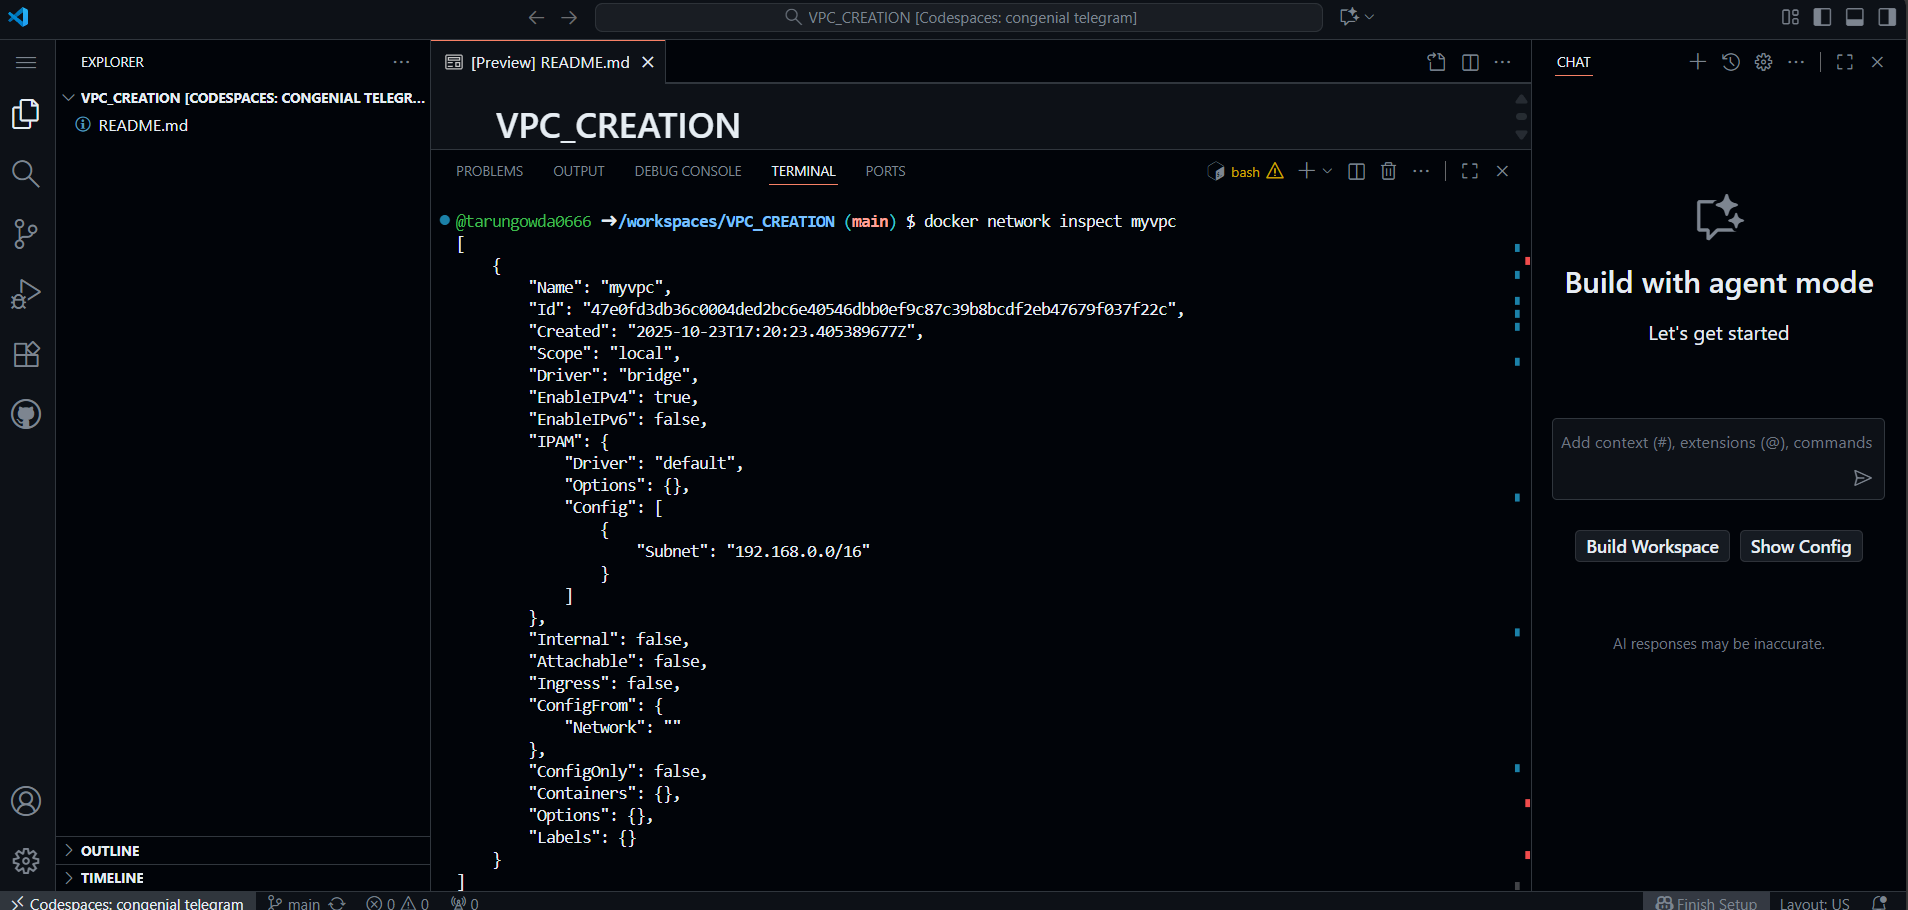 VPC_CREATION [Codespaces: congenial telegram]
EXPLORER
VPC_CREATION [CODESPACES: CONGENIAL TELEGR...
README.md
OUTLINE
TIMELINE
[Preview] README.md
VPC_CREATION
PROBLEMS OUTPUT DEBUG CONSOLE TERMINAL PORTS
bash
@tarungowda0666 ➜/workspaces/VPC_CREATION (main) $ docker network inspect myvpc
[
    {
        "Name": "myvpc",
        "Id": "47e0fd3db36c0004ded2bc6e40546dbb0ef9c87c39b8bcdf2eb47679f037f22c",
        "Created": "2025-10-23T17:20:23.405389677Z",
        "Scope": "local",
        "Driver": "bridge",
        "EnableIPv4": true,
        "EnableIPv6": false,
        "IPAM": {
            "Driver": "default",
            "Options": {},
            "Config": [
                {
                    "Subnet": "192.168.0.0/16"
                }
            ]
        },
        "Internal": false,
        "Attachable": false,
        "Ingress": false,
        "ConfigFrom": {
            "Network": ""
        },
        "ConfigOnly": false,
        "Containers": {},
        "Options": {},
        "Labels": {}
    }
]
CHAT
Build with agent mode
Let's get started
Add context (#), extensions (@), commands
Build Workspace Show Config
AI responses may be inaccurate.
Codespaces: congenial telegram main 0 0 0 Finish Setup Layout: US